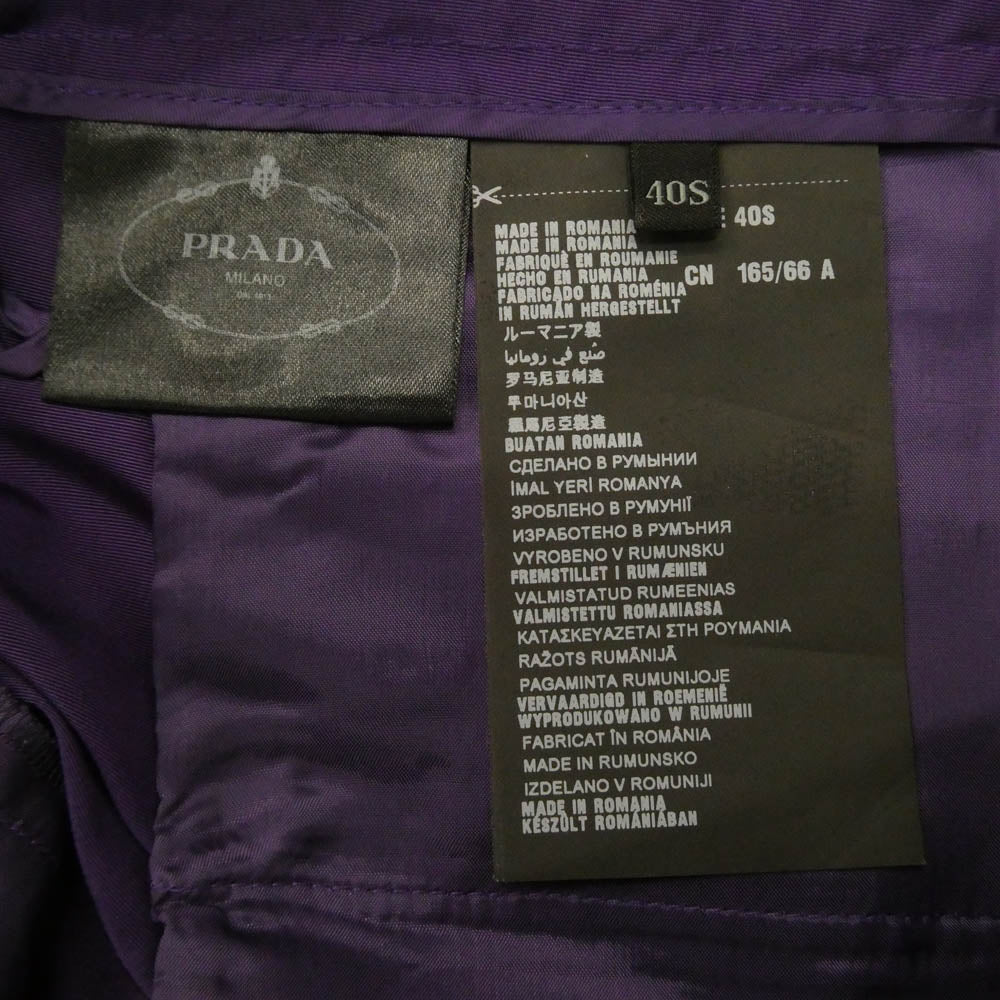 PRADA
MILANO
40S
: 40S
CN 165/66 A
MADE IN ROMANIA
MADE IN ROMANIA
FABRIQUÉ EN ROUMANIE
HECHO EN RUMANIA
FABRICADO NA ROMÉNIA
IN RUMÄN HERGESTELLT
ルーマニア製
صُنع في رومانيا
罗马尼亚制造
루마니아산
羅馬尼亞製造
BUATAN ROMANIA
СДЕЛАНО В РУМЫНИИ
İMAL YERİ ROMANYA
ЗРОБЛЕНО В РУМУНІЇ
ИЗРАБОТЕНО В РУМЪНИЯ
VYROBENO V RUMUNSKU
FREMSTILLET I RUMÆNIEN
VALMISTATUD RUMEENIAS
VALMISTETTU ROMANIASSA
ΚΑΤΑΣΚΕΥΑΖΕΤΑΙ ΣΤΗ ΡΟΥΜΑΝΙΑ
RAŽOTS RUMĀNIJĀ
PAGAMINTA RUMUNIJOJE
VERVAARDIGD IN ROEMENIË
WYPRODUKOWANO W RUMUNII
FABRICAT ÎN ROMÂNIA
MADE IN RUMUNSKO
IZDELANO V ROMUNIJI
MADE IN ROMANIA
KÉSZÜLT ROMÁNIÁBAN